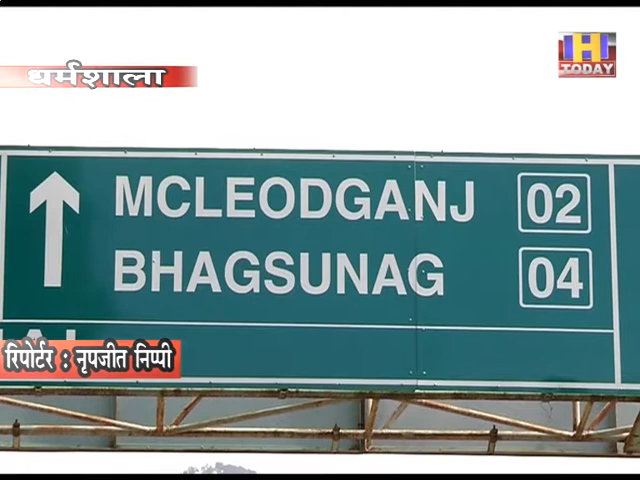 धर्मशाला
H
TODAY
MCLEODGANJ 02
BHAGSUNAG 04
रिपोर्टर : नृपजीत निप्पी